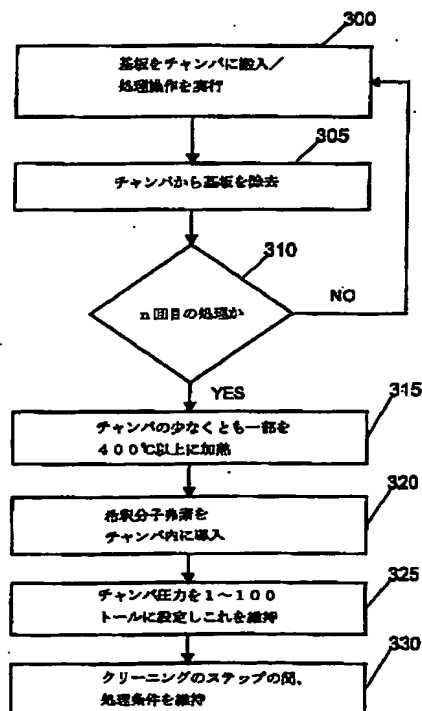 300
基板をチャンバに搬入／
処理操作を実行
305
チャンバから基板を除去
310
n回目の処理か
NO
YES
315
チャンバの少なくとも一部を
400℃以上に加熱
320
希釈分子弗素を
チャンバ内に導入
325
チャンバ圧力を1～100
トールに設定しこれを維持
330
クリーニングのステップの間、
処理条件を維持